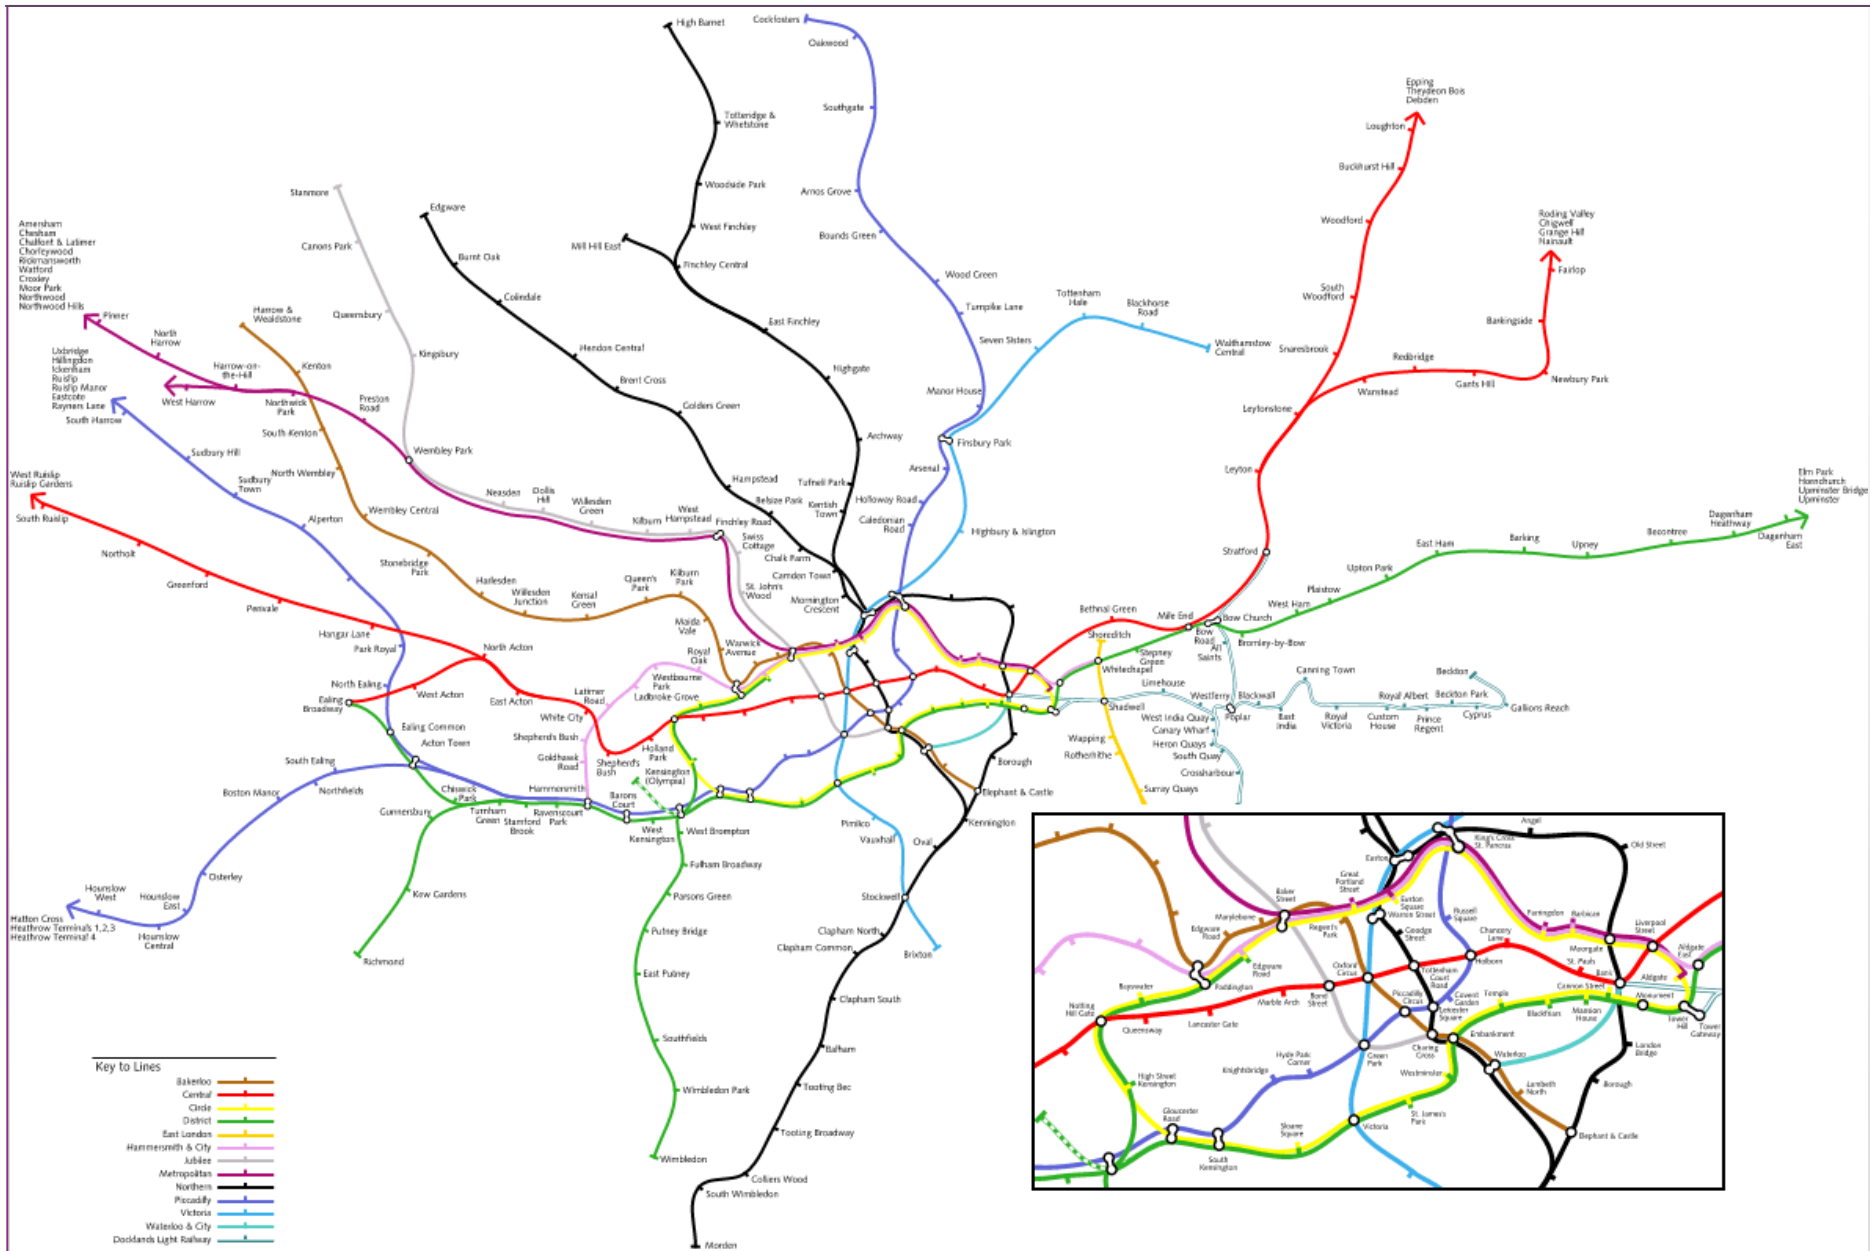 High Barnet
Cockfosters
Oakwood
Totteridge &
Whetstone
Southgate
Woodside Park
Arnos Grove
West Finchley
Bounds Green
Mill Hill East
Finchley Central
Wood Green
Turnpike Lane
East Finchley
Highgate
Archway
Tufnell Park
Kentish
Town
Edgware
Burnt Oak
Colindale
Hendon Central
Brent Cross
Golders Green
Hampstead
Belsize Park
Chalk Farm
Camden Town
Mornington
Crescent
Stanmore
Canons Park
Queensbury
Kingsbury
Wembley Park
Neasden
Dollis
Hill
Willesden
Green
Kilburn
West
Hampstead
Finchley Road
Swiss
Cottage
St. John's
Wood
Amersham
Chesham
Chalfont & Latimer
Chorleywood
Rickmansworth
Watford
Croxley
Moor Park
Northwood
Northwood Hills
Pinner
North
Harrow
Harrow-on-
the-Hill
West Harrow
Northwick
Park
Preston
Road
Uxbridge
Hillingdon
Ickenham
Ruislip
Ruislip Manor
Eastcote
Rayners Lane
South Harrow
Sudbury Hill
Sudbury
Town
Alperton
Park Royal
North Ealing
Harrow &
Wealdstone
Kenton
South Kenton
North Wembley
Wembley Central
Stonebridge
Park
Harlesden
Willesden
Junction
Kensal
Green
Queen's
Park
Kilburn
Park
Maida
Vale
Warwick
Avenue
West Ruislip
Ruislip Gardens
South Ruislip
Northolt
Greenford
Perivale
Hangar Lane
North Acton
West Acton
Ealing
Broadway
East Acton
White City
Shepherd's
Bush
Holland
Park
Royal
Oak
Westbourne
Park
Ladbroke Grove
Latimer
Road
Shepherd's Bush
Goldhawk
Road
Hammersmith
Ealing Common
Acton Town
South Ealing
Northfields
Boston Manor
Osterley
Hounslow
East
Hounslow
Central
Hounslow
West
Hatton Cross
Heathrow Terminals 1,2,3
Heathrow Terminal 4
Chiswick
Park
Gunnersbury
Kew Gardens
Richmond
Turnham
Green
Stamford
Brook
Ravenscourt
Park
Barons
Court
West
Kensington
Kensington
(Olympia)
West Brompton
Fulham Broadway
Parsons Green
Putney Bridge
East Putney
Southfields
Wimbledon Park
Wimbledon
Seven Sisters
Tottenham
Hale
Blackhorse
Road
Walthamstow
Central
Manor House
Finsbury Park
Arsenal
Holloway Road
Caledonian
Road
Highbury & Islington
Pimlico
Vauxhall
Stockwell
Brixton
Borough
Elephant & Castle
Kennington
Oval
Clapham North
Clapham Common
Clapham South
Balham
Tooting Bec
Tooting Broadway
Colliers Wood
South Wimbledon
Morden
Epping
Theydeon Bois
Debden
Loughton
Buckhurst Hill
Woodford
South
Woodford
Snaresbrook
Leytonstone
Leyton
Stratford
Roding Valley
Chigwell
Grange Hill
Hainault
Fairlop
Barkingside
Newbury Park
Gants Hill
Redbridge
Wanstead
Elm Park
Hornchurch
Upminster Bridge
Upminster
Dagenham
East
Dagenham
Heathway
Becontree
Upney
Barking
East Ham
Upton Park
Plaistow
West Ham
Bromley-by-Bow
Bow Church
Bow
Road
Mile End
Bethnal Green
Shoreditch
Stepney
Green
Whitechapel
All
Saints
Limehouse
Shadwell
Wapping
Rotherhithe
Surray Quays
Westferry
Poplar
Blackwall
East
India
Canning Town
Royal
Victoria
Custom
House
Royal Albert
Prince
Regent
Beckton Park
Cyprus
Gallions Reach
Beckton
West India Quay
Canary Wharf
Heron Quays
South Quay
Crossharbour
Angel
King's Cross
St. Pancras
Old Street
Euston
Great
Portland
Street
Euston
Square
Warren Street
Baker
Street
Marylebone
Regent's
Park
Edgware
Road
Edgware
Road
Paddington
Goodge
Street
Russell
Square
Chancery
Lane
Farringdon
Barbican
Moorgate
Liverpool
Street
Aldgate
East
Aldgate
Holborn
St. Pauls
Bank
Tottenham
Court
Road
Oxford
Circus
Bond
Street
Marble Arch
Lancaster Gate
Queensway
Bayswater
Notting
Hill Gate
High Street
Kensington
Piccadilly
Circus
Covent
Garden
Leicester
Square
Temple
Blackfriars
Mansion
House
Cannon Street
Monument
Tower
Hill
Tower
Gateway
Embankment
Charing
Cross
Waterloo
Westminster
St. James's
Park
Lambeth
North
London
Bridge
Borough
Elephant & Castle
Green
Park
Hyde Park
Corner
Knightsbridge
Gloucester
Road
South
Kensington
Sloane
Square
Victoria
Key to Lines
Bakerloo
Central
Circle
District
East London
Hammersmith & City
Jubilee
Metropolitan
Northern
Piccadilly
Victoria
Waterloo & City
Docklands Light Railway